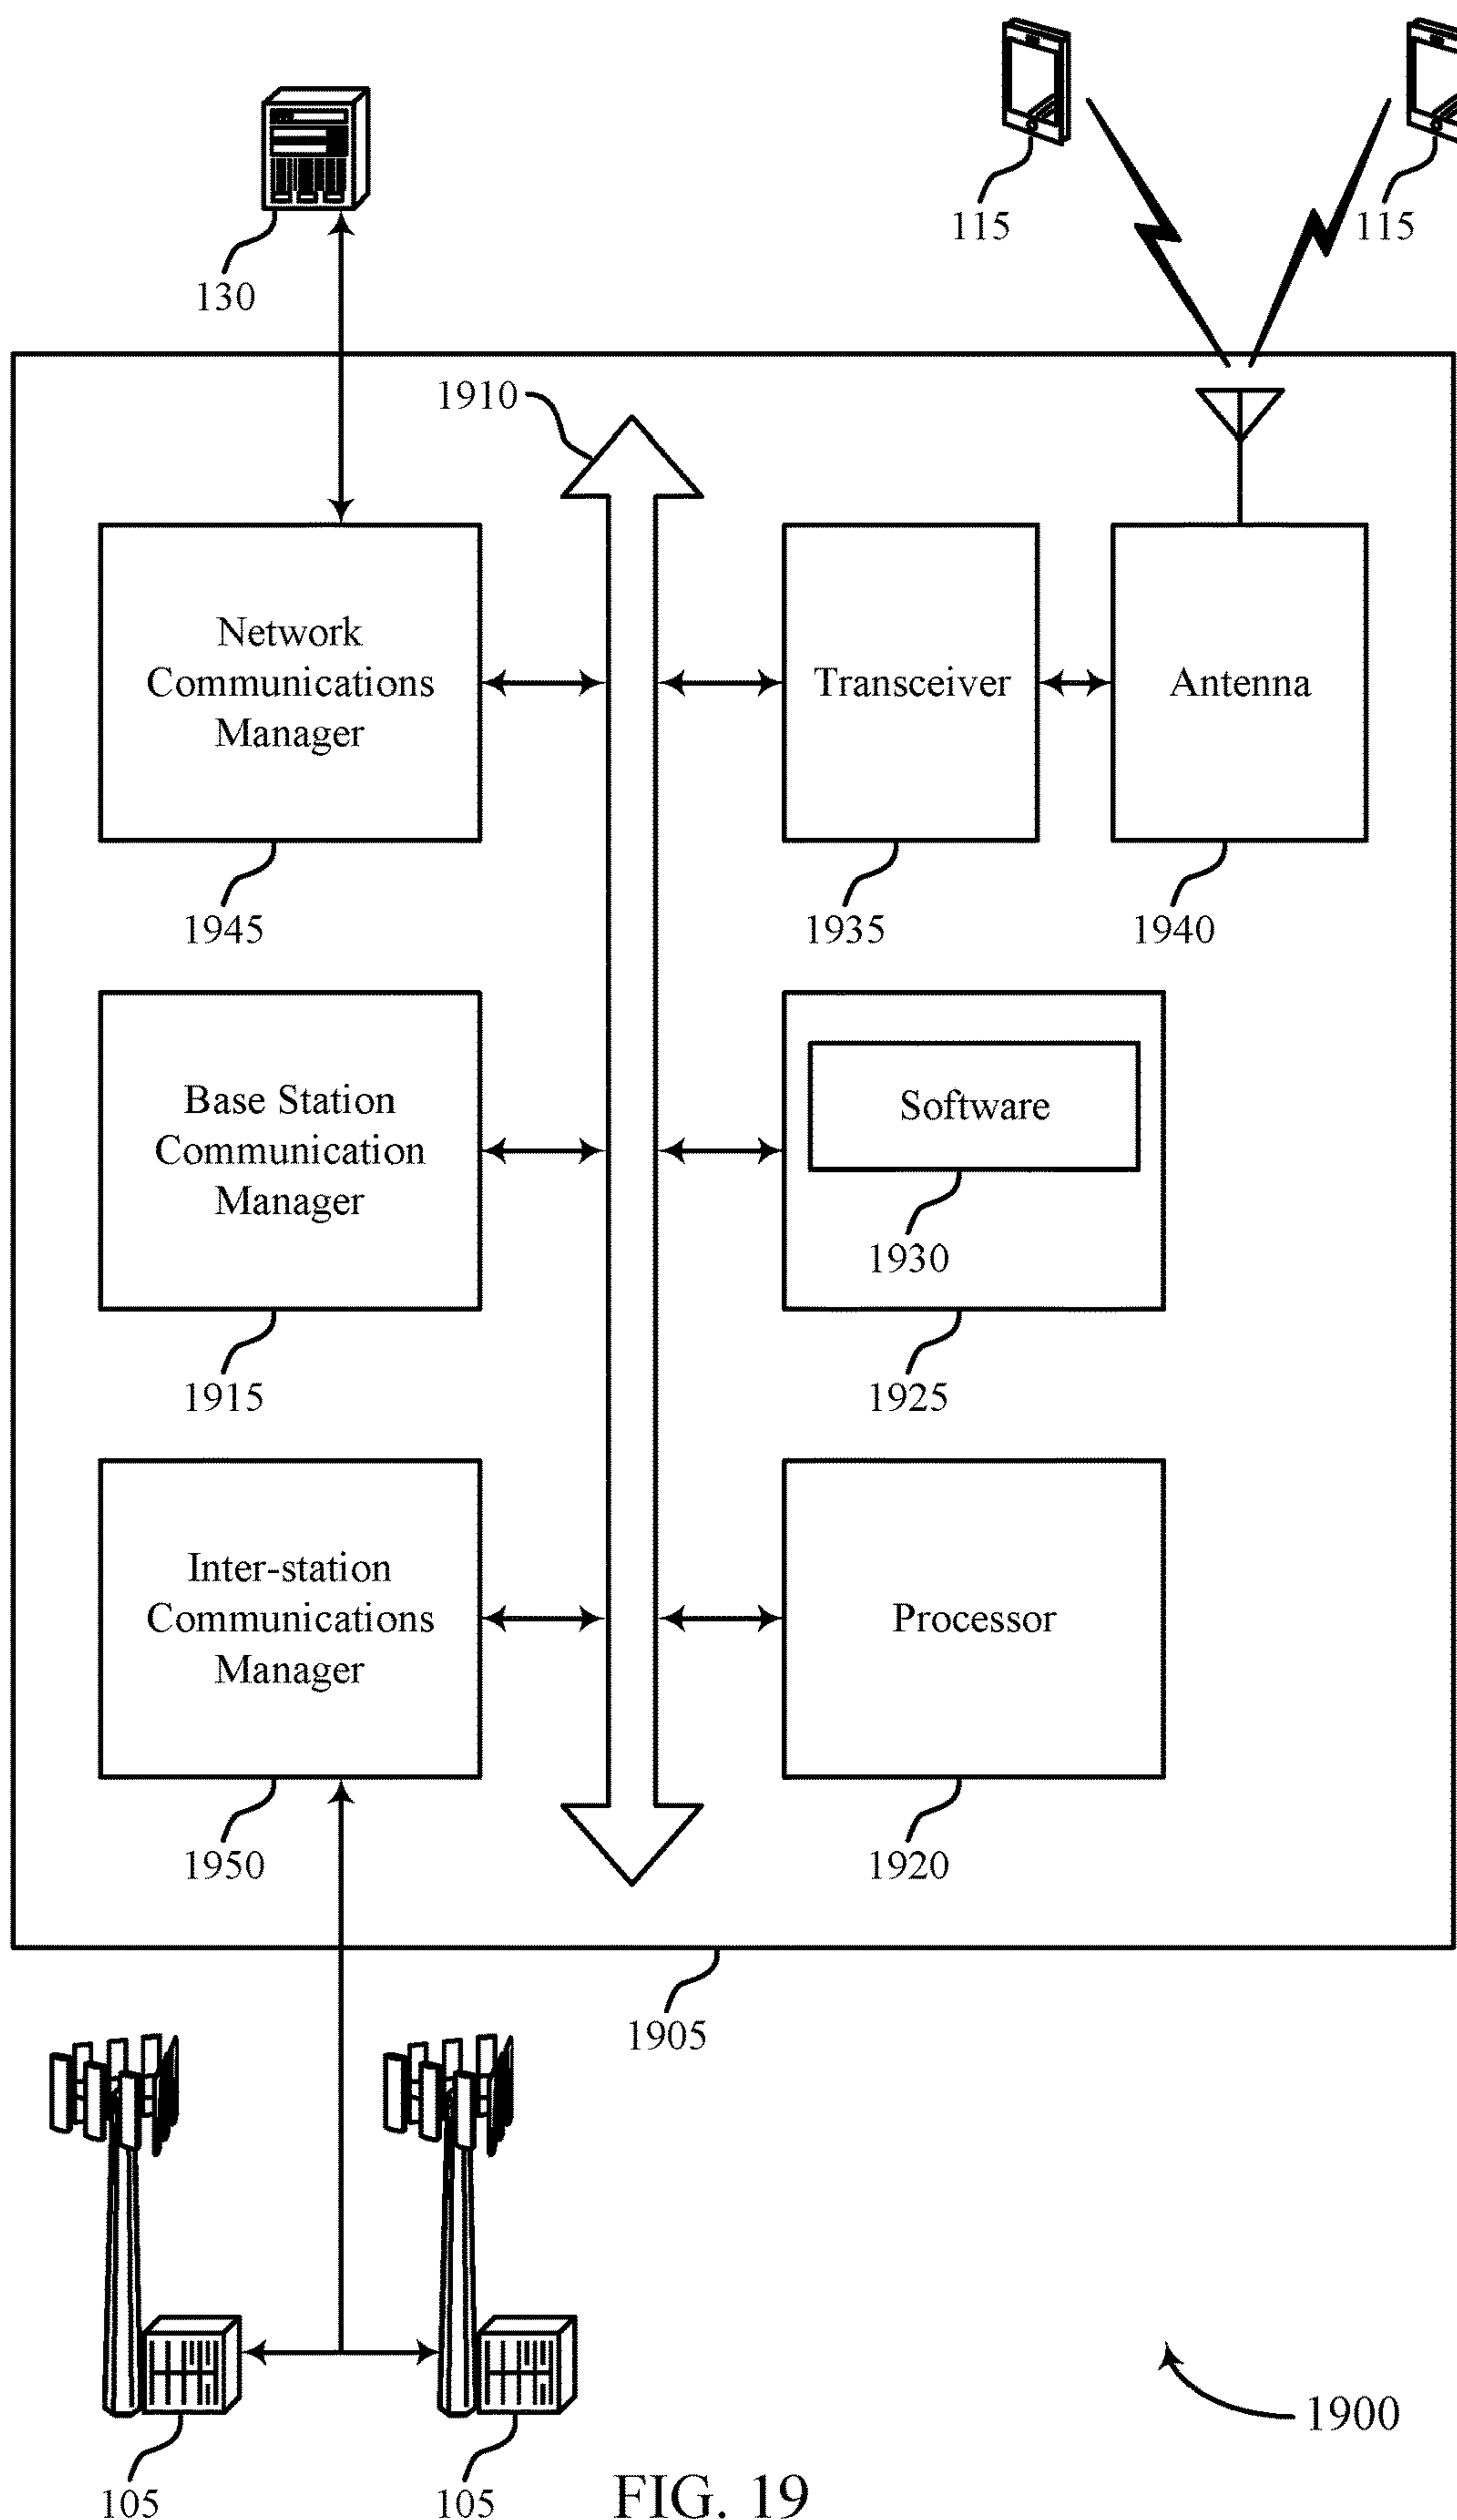 115
115
130
1910
Network
Communications
Manager
Transceiver
Antenna
1945
1935
1940
Base Station
Communication
Manager
Software
1930
1915
1925
Inter-station
Communications
Manager
Processor
1950
1920
1905
1900
105
105
FIG. 19